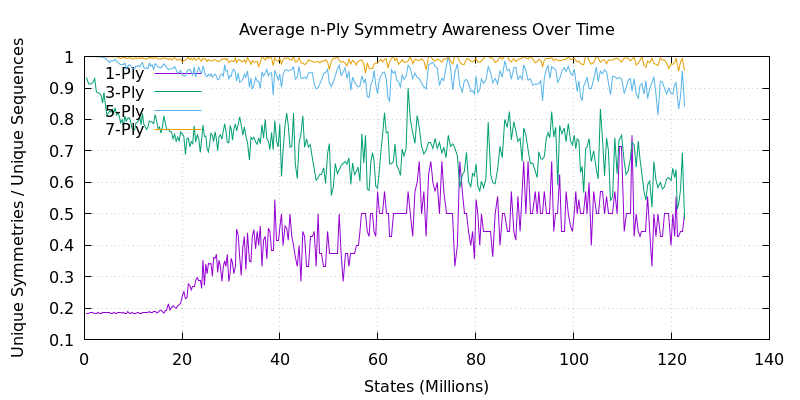 Average n-Ply Symmetry Awareness Over Time
Unique Symmetries / Unique Sequences
1
0.9
0.8
0.7
0.6
0.5
0.4
0.3
0.2
0.1
1-Ply
3-Ply
5-Ply
7-Ply
0 20 40 60 80 100 120 140
States (Millions)